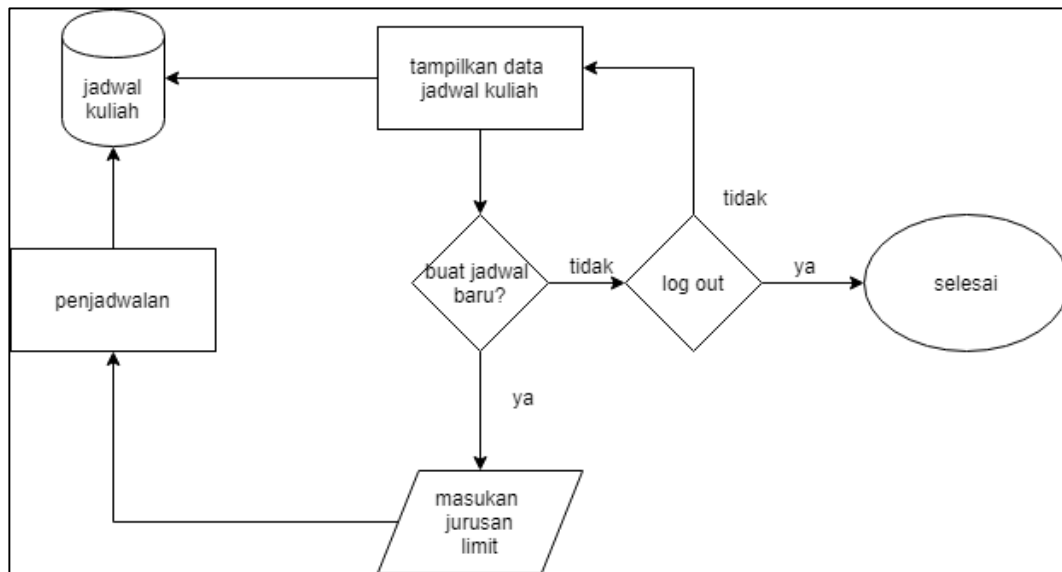 jadwal
kuliah
tampilkan data
jadwal kuliah
tidak
buat jadwal
baru?
tidak
log out
ya
selesai
penjadwalan
ya
masukan
jurusan
limit